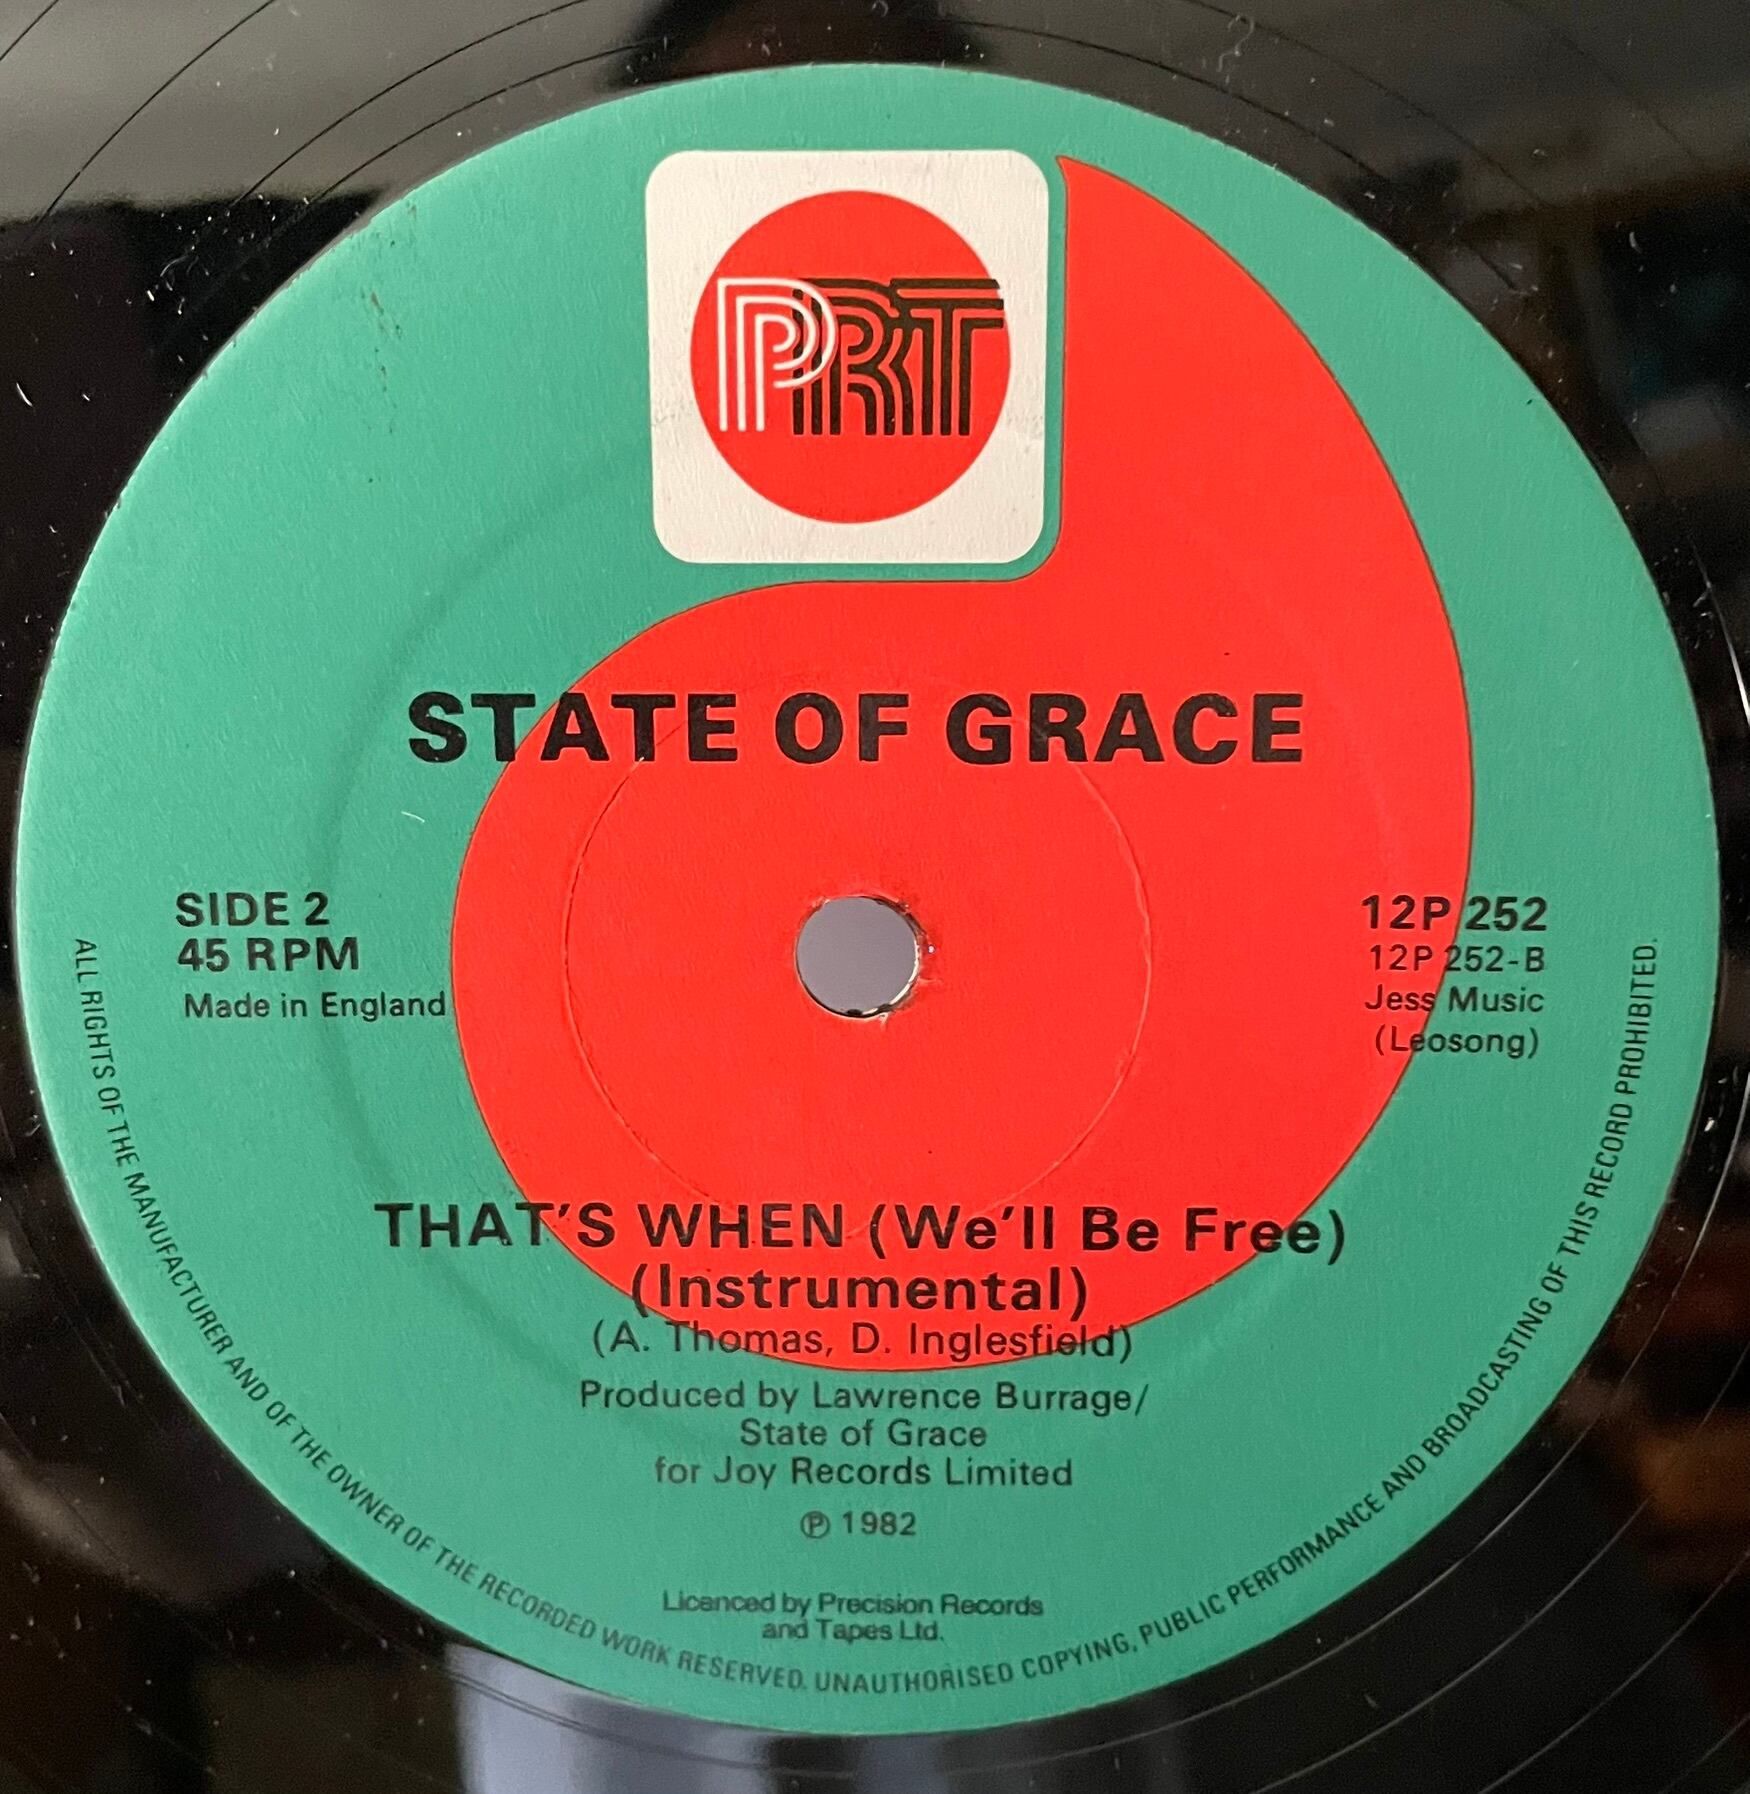 PRT
STATE OF GRACE
SIDE 2
45 RPM
Made in England
12P 252
12P 252-B
Jess Music
(Leosong)
THAT'S WHEN (We'll Be Free)
(Instrumental)
(A. Thomas, D. Inglesfield)
Produced by Lawrence Burrage/
State of Grace
for Joy Records Limited
℗ 1982
Licenced by Precision Records
and Tapes Ltd.
ALL RIGHTS OF THE MANUFACTURER AND OF THE OWNER OF THE RECORDED WORK RESERVED. UNAUTHORISED COPYING, PUBLIC PERFORMANCE AND BROADCASTING OF THIS RECORD PROHIBITED.